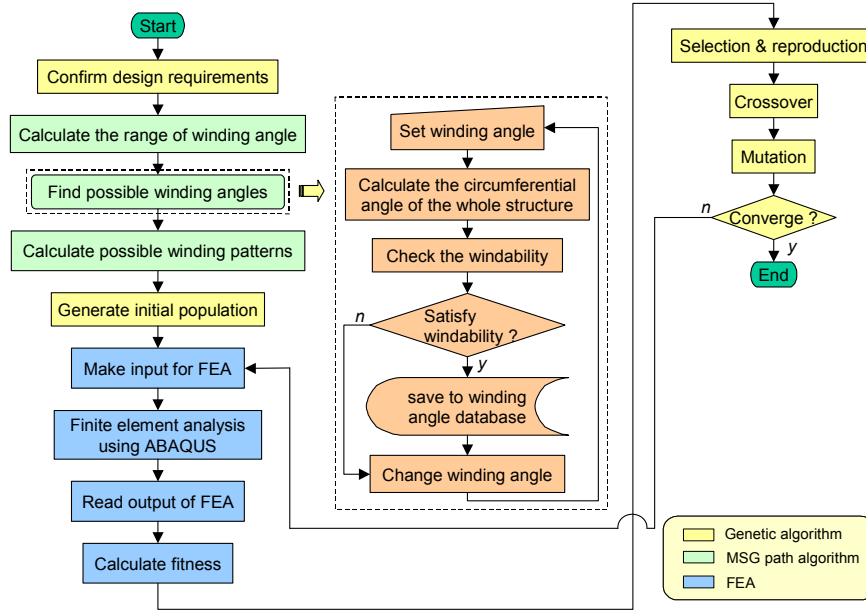 Start
Confirm design requirements
Calculate the range of winding angle
Find possible winding angles
Calculate possible winding patterns
Generate initial population
Make input for FEA
Finite element analysis
using ABAQUS
Read output of FEA
Calculate fitness
Set winding angle
Calculate the circumferential
angle of the whole structure
Check the windability
Satisfy
windability ?
n
y
save to winding
angle database
Change winding angle
Selection & reproduction
Crossover
Mutation
Converge ?
n
y
End
Genetic algorithm
MSG path algorithm
FEA